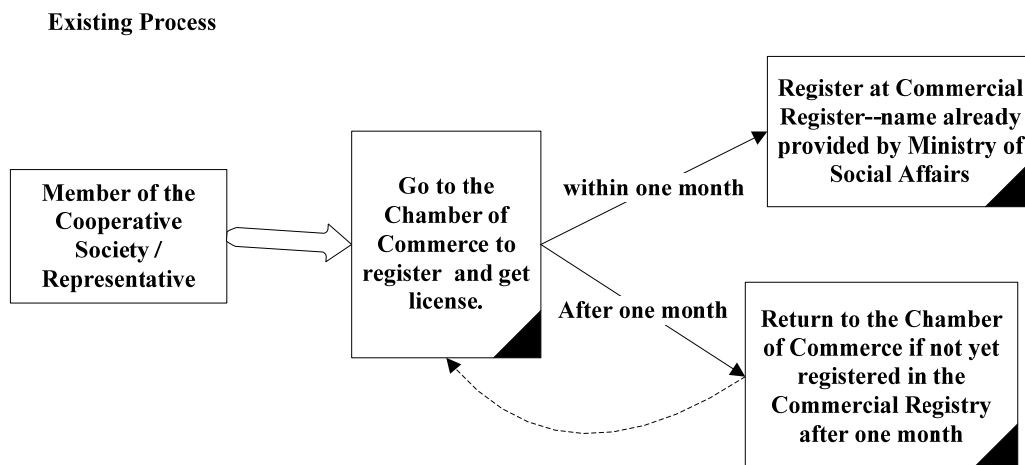 Existing Process
Member of the
Cooperative
Society /
Representative
Go to the
Chamber of
Commerce to
register and get
license.
within one month
After one month
Register at Commercial
Register--name already
provided by Ministry of
Social Affairs
Return to the Chamber
of Commerce if not yet
registered in the
Commercial Registry
after one month